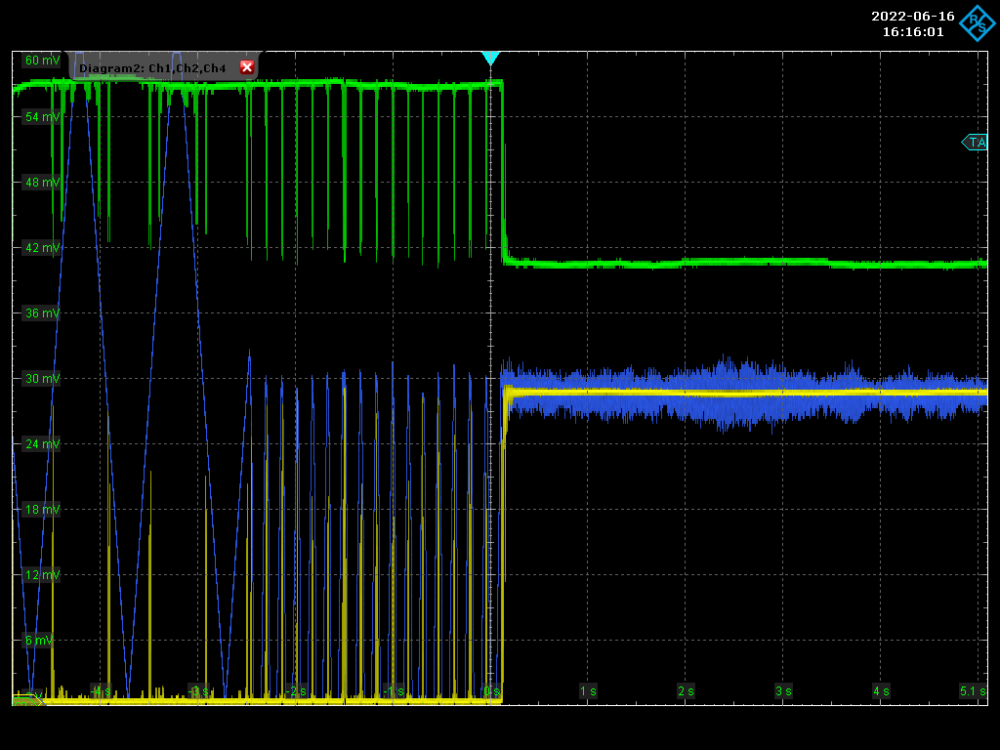 2022-06-16
16:16:01
R&S
Diagram2: Ch1,Ch2,Ch4
60 mV
54 mV
TA
48 mV
42 mV
36 mV
30 mV
24 mV
18 mV
12 mV
6 mV
-4 s -3 s -2 s -1 s 0 s 1 s 2 s 3 s 4 s 5.1 s